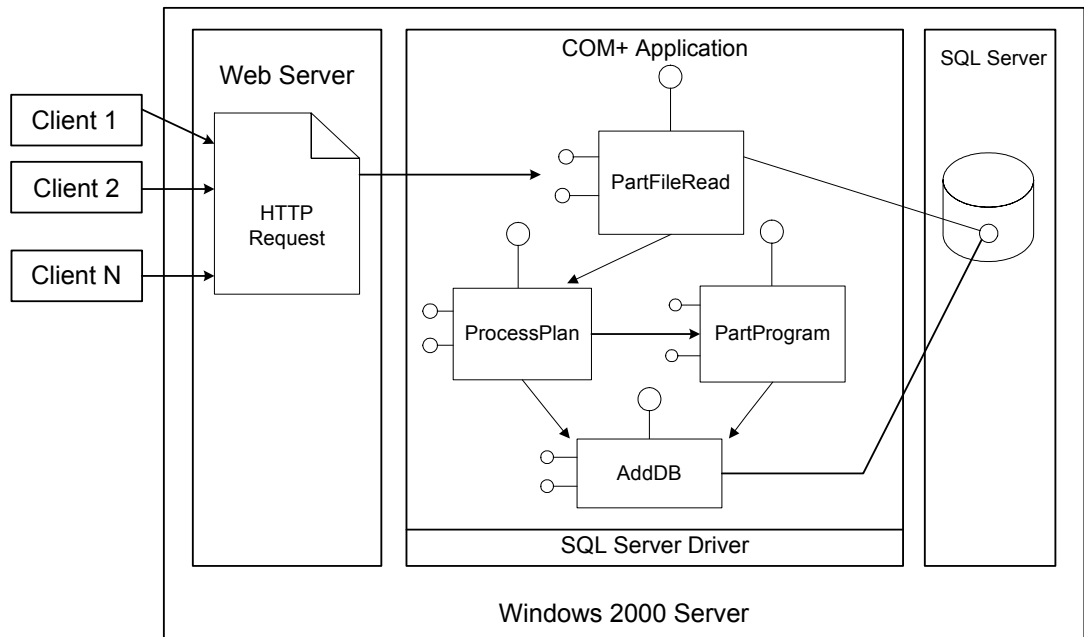 COM+ Application
SQL Server
Web Server
Client 1
Client 2
Client N
HTTP
Request
PartFileRead
ProcessPlan
PartProgram
AddDB
SQL Server Driver
Windows 2000 Server